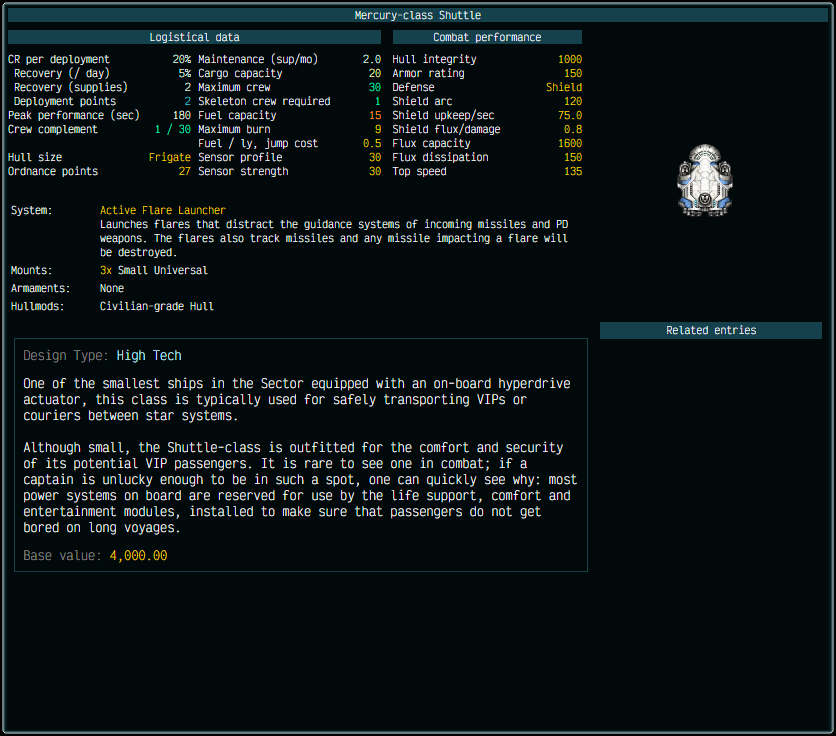 Mercury-class Shuttle
Logistical data
Combat performance
CR per deployment 20% Maintenance (sup/mo) 2.0 Hull integrity 1000
Recovery (/ day) 5% Cargo capacity 20 Armor rating 150
Recovery (supplies) 2 Maximum crew 30 Defense Shield
Deployment points 2 Skeleton crew required 1 Shield arc 120
Peak performance (sec) 180 Fuel capacity 15 Shield upkeep/sec 75.0
Crew complement 1 / 30 Maximum burn 9 Shield flux/damage 0.8
Fuel / ly, jump cost 0.5 Flux capacity 1600
Hull size Frigate Sensor profile 30 Flux dissipation 150
Ordnance points 27 Sensor strength 30 Top speed 135
System: Active Flare Launcher
Launches flares that distract the guidance systems of incoming missiles and PD
weapons. The flares also track missiles and any missile impacting a flare will
be destroyed.
Mounts: 3x Small Universal
Armaments: None
Hullmods: Civilian-grade Hull
Related entries
Design Type: High Tech
One of the smallest ships in the Sector equipped with an on-board hyperdrive
actuator, this class is typically used for safely transporting VIPs or
couriers between star systems.
Although small, the Shuttle-class is outfitted for the comfort and security
of its potential VIP passengers. It is rare to see one in combat; if a
captain is unlucky enough to be in such a spot, one can quickly see why: most
power systems on board are reserved for use by the life support, comfort and
entertainment modules, installed to make sure that passengers do not get
bored on long voyages.
Base value: 4,000.00